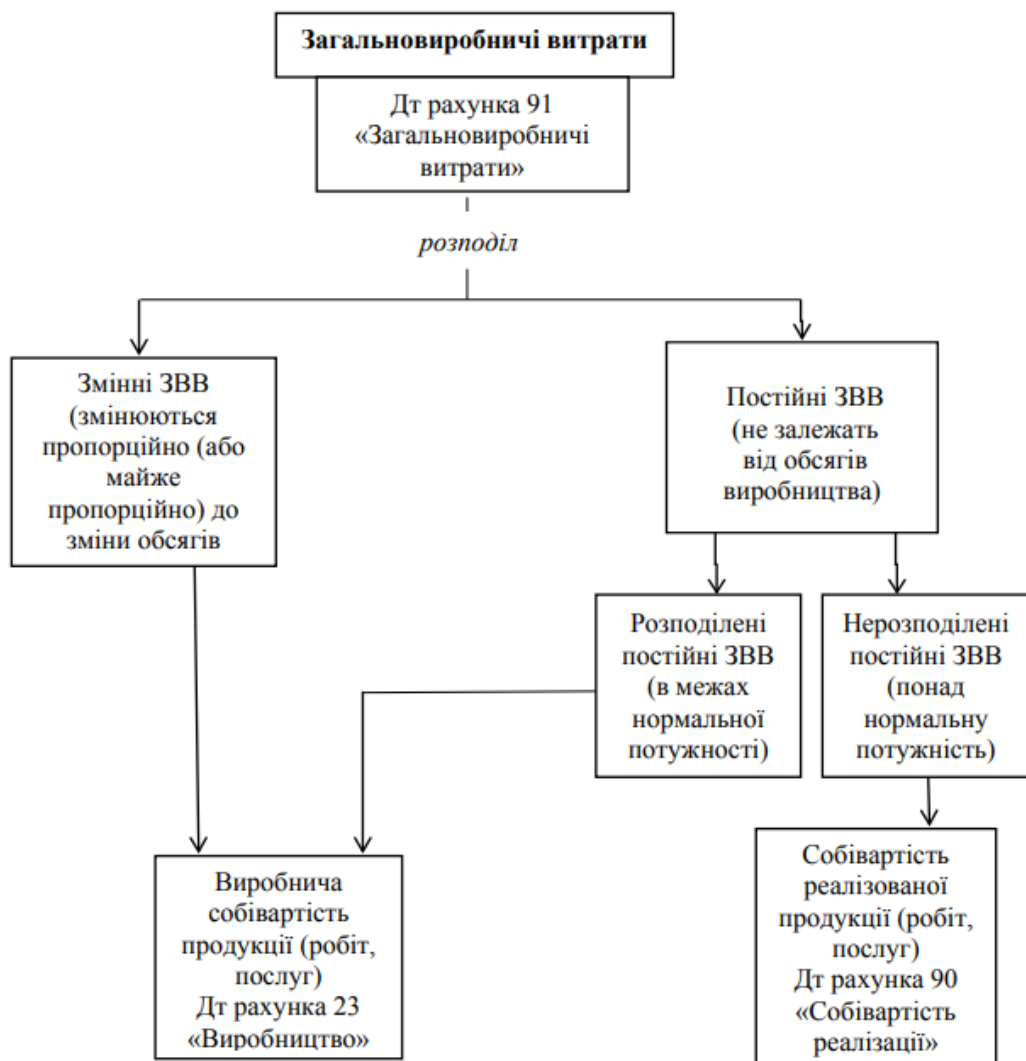 Загальновиробничі витрати
Дт рахунка 91
«Загальновиробничі
витрати»
розподіл
Змінні ЗВВ
(змінюються
пропорційно (або
майже
пропорційно) до
зміни обсягів
Постійні ЗВВ
(не залежать
від обсягів
виробництва)
Розподілені
постійні ЗВВ
(в межах
нормальної
потужності)
Нерозподілені
постійні ЗВВ
(понад
нормальну
потужність)
Виробнича
собівартість
продукції (робіт,
послуг)
Дт рахунка 23
«Виробництво»
Собівартість
реалізованої
продукції (робіт,
послуг)
Дт рахунка 90
«Собівартість
реалізації»